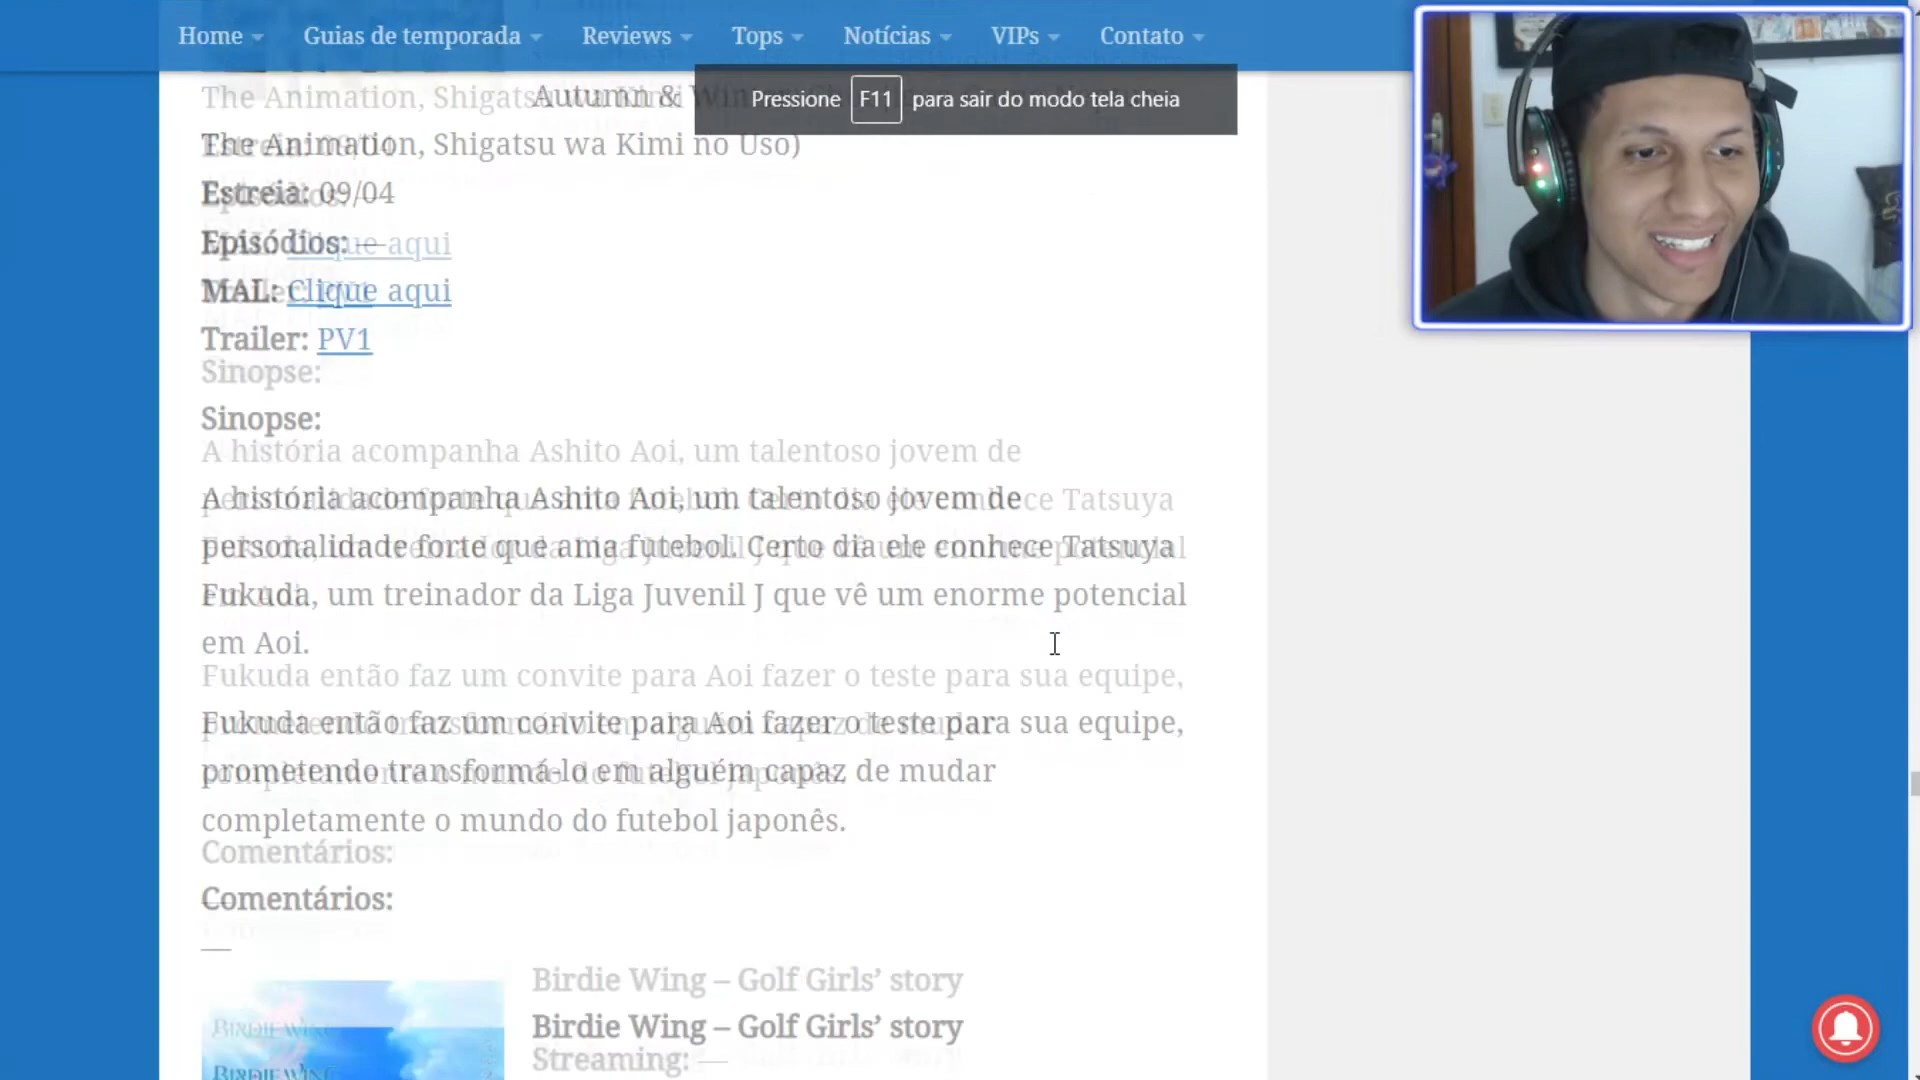 Home
Guias de temporada
Reviews
Tops
Notícias
VIPs
Contato
Autumn &
Pressione F11 para sair do modo tela cheia
The Animation, Shigatsu wa Kimi no Uso)
Estreia: 09/04
Episódios: —
MAL: Clique aqui
Trailer: PV1
Sinopse:
A história acompanha Ashito Aoi, um talentoso jovem de
personalidade forte que ama futebol. Certo dia ele conhece Tatsuya
Fukuda, um treinador da Liga Juvenil J que vê um enorme potencial
em Aoi.
Fukuda então faz um convite para Aoi fazer o teste para sua equipe,
prometendo transformá-lo em alguém capaz de mudar
completamente o mundo do futebol japonês.
Comentários:
—
Birdie Wing – Golf Girls’ story
Streaming: —
BIRDIE WING